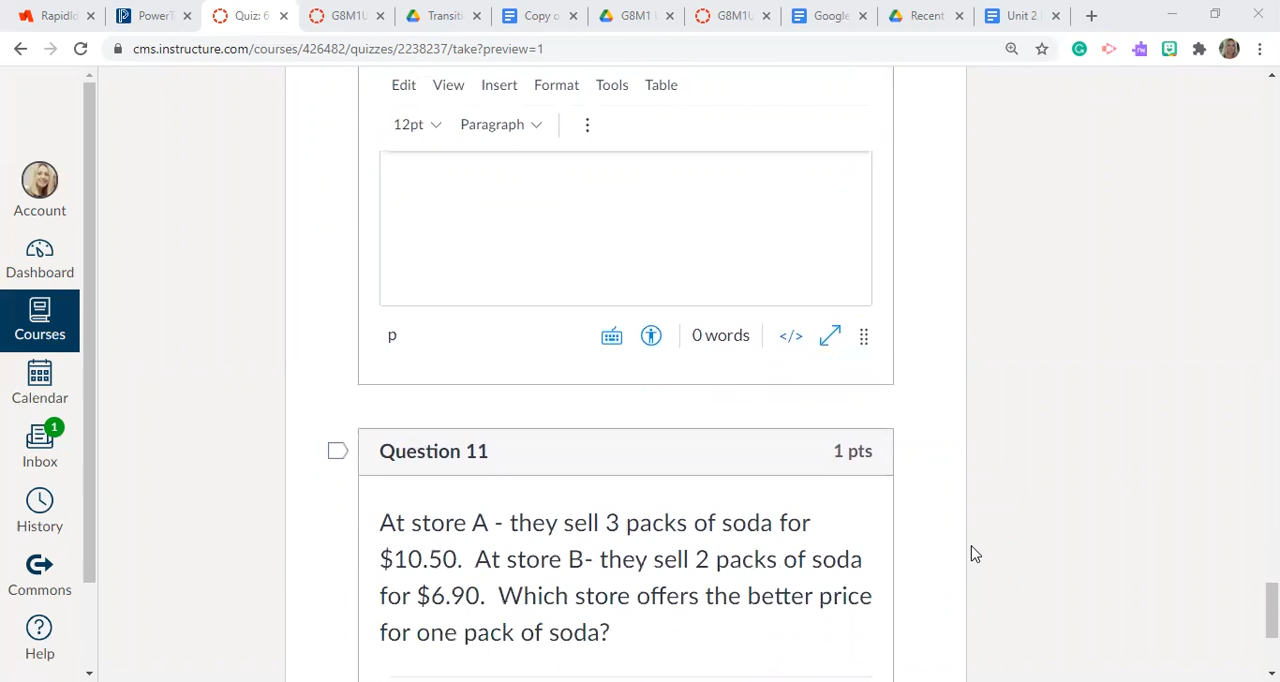 RapidId
PowerT
Quiz: 6
G8M1U
Transiti
Copy o
G8M1 U
G8M1U
Google
Recent
Unit 2
cms.instructure.com/courses/426482/quizzes/2238237/take?preview=1
Edit View Insert Format Tools Table
12pt Paragraph
p
0 words </>
Account
Dashboard
Courses
Calendar
1
Inbox
History
Commons
Help
Question 11
1 pts
At store A - they sell 3 packs of soda for
$10.50. At store B- they sell 2 packs of soda
for $6.90. Which store offers the better price
for one pack of soda?